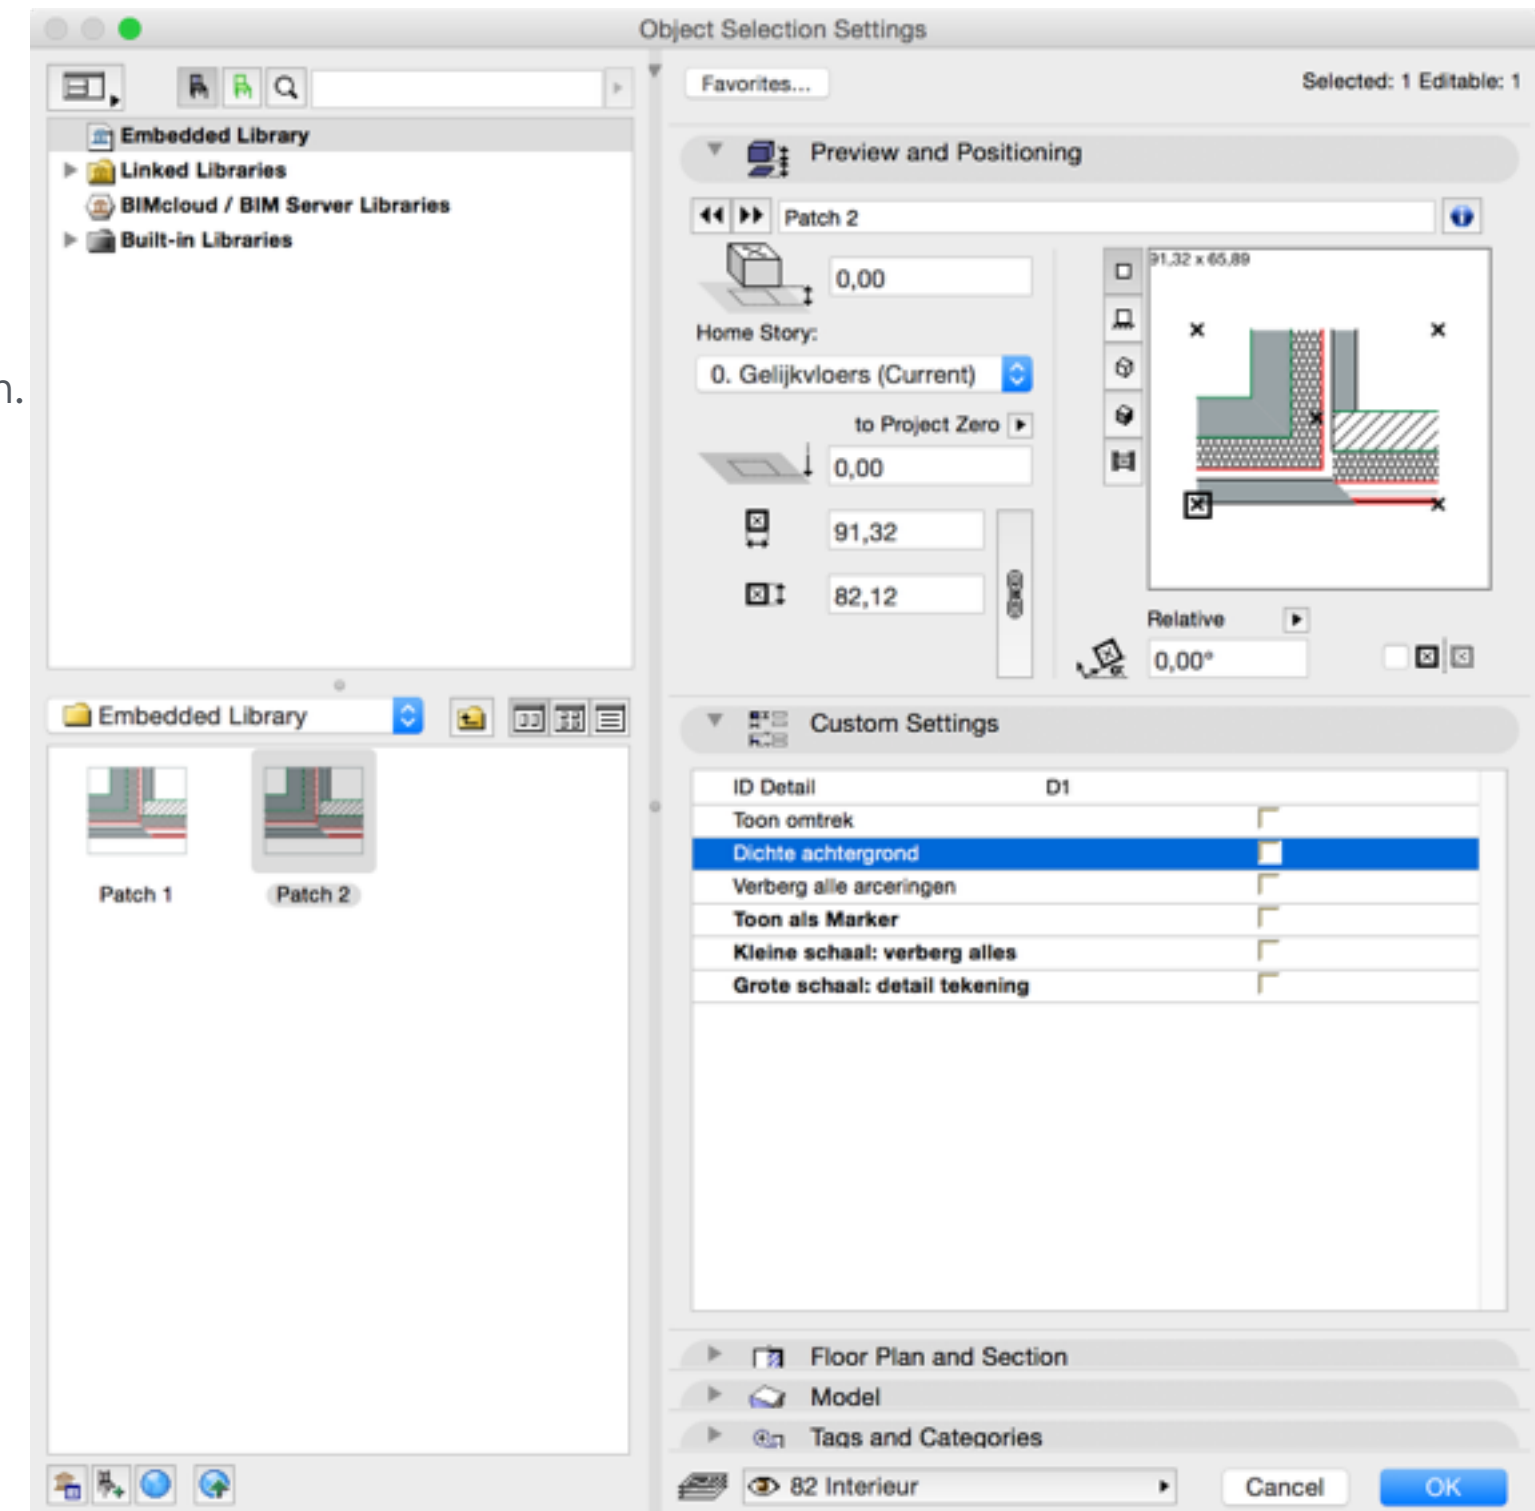 Object Selection Settings
Favorites...
Selected: 1 Editable: 1
Embedded Library
Linked Libraries
BIMcloud / BIM Server Libraries
Built-in Libraries
Preview and Positioning
Patch 2
91,32 x 65,89
0,00
Home Story:
0. Gelijkvloers (Current)
to Project Zero
0,00
91,32
82,12
Relative
0,00°
n.
Embedded Library
Patch 1
Patch 2
Custom Settings
ID Detail D1
Toon omtrek
Dichte achtergrond
Verberg alle arceringen
Toon als Marker
Kleine schaal: verberg alles
Grote schaal: detail tekening
Floor Plan and Section
Model
Tags and Categories
82 Interieur
Cancel
OK